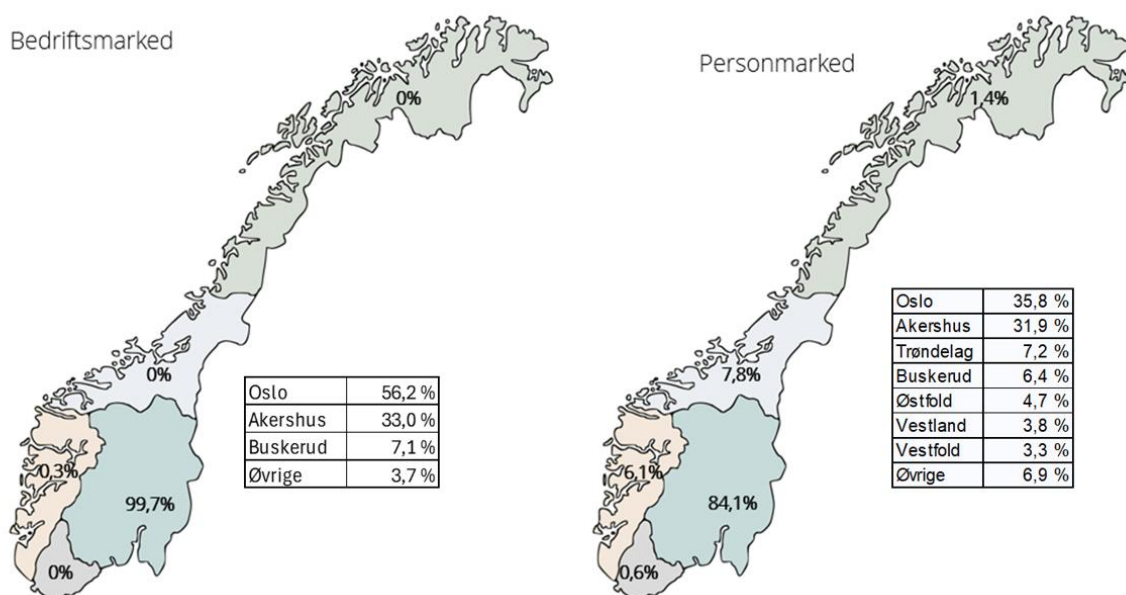 Bedriftsmarked
0%
0%
0,3%
99,7%
0%
Oslo 56,2 %
Akershus 33,0 %
Buskerud 7,1 %
Øvrige 3,7 %
Personmarked
1,4%
7,8%
6,1%
84,1%
0,6%
Oslo 35,8 %
Akershus 31,9 %
Trøndelag 7,2 %
Buskerud 6,4 %
Østfold 4,7 %
Vestland 3,8 %
Vestfold 3,3 %
Øvrige 6,9 %